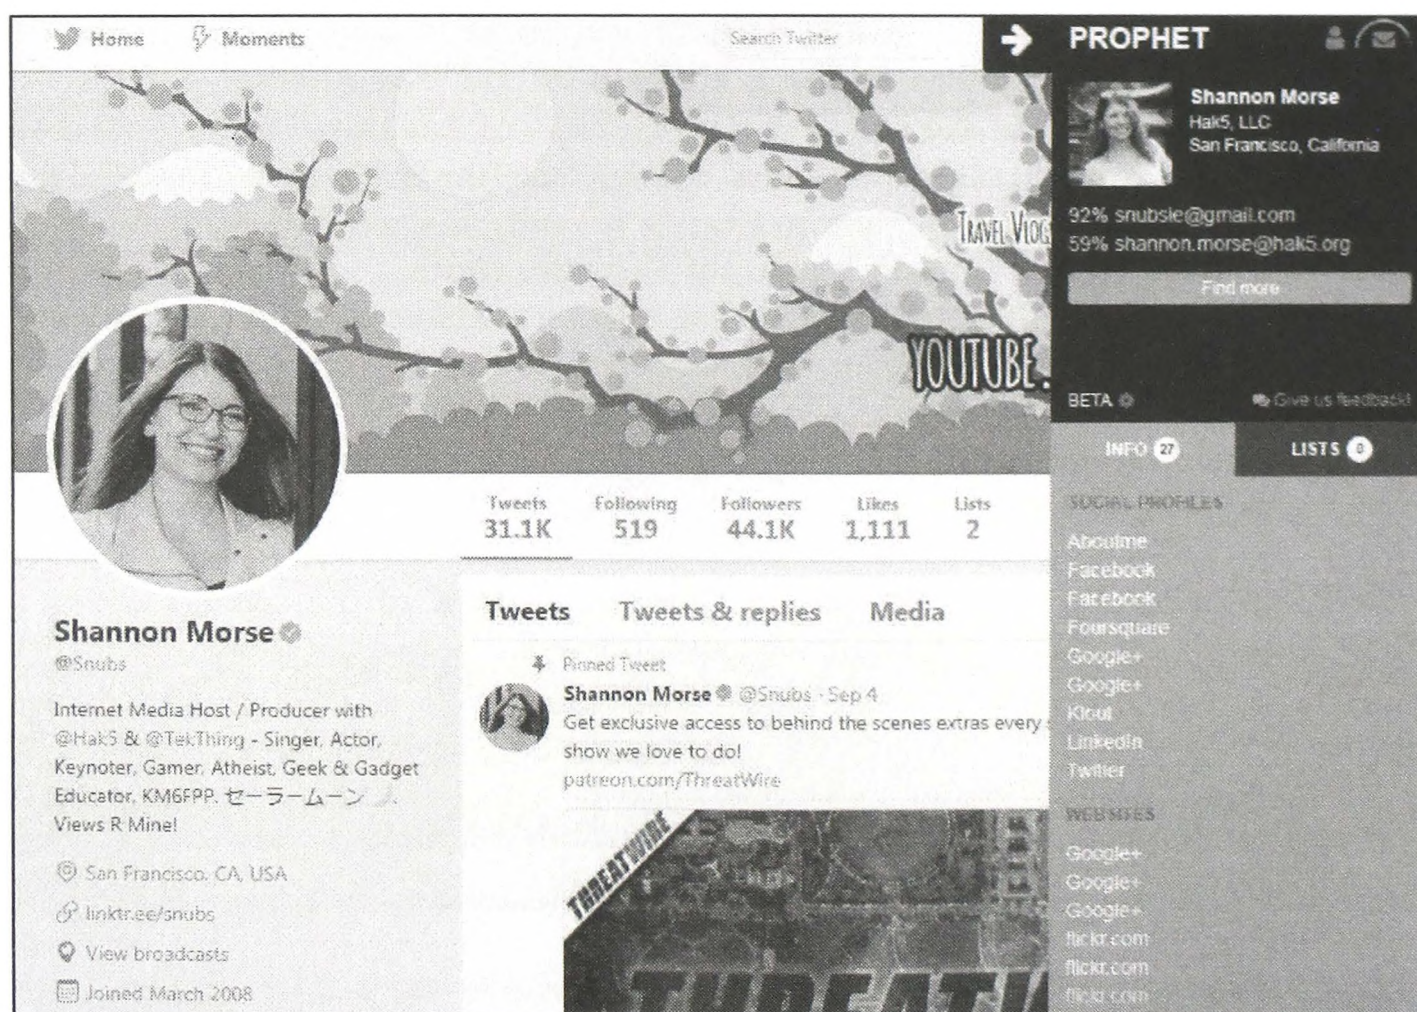 Home Moments Search Twitter
TRAVEL VLOG
YOUTUBE.
Tweets Following Followers Likes Lists
31.1K 519 44.1K 1,111 2
Shannon Morse
@Snubs
Internet Media Host / Producer with
@Hak5 & @TekThing - Singer, Actor,
Keynoter, Gamer, Atheist, Geek & Gadget
Educator, KM6FPP. セーラームーン
Views R Mine!
San Francisco, CA, USA
linktr.ee/snubs
View broadcasts
Joined March 2008
Tweets Tweets & replies Media
Pinned Tweet
Shannon Morse @Snubs · Sep 4
Get exclusive access to behind the scenes extras every
show we love to do!
patreon.com/ThreatWire
THREATWIRE
PROPHET
Shannon Morse
Hak5, LLC
San Francisco, California
92% snubsie@gmail.com
59% shannon.morse@hak5.org
Find more
BETA Give us feedback!
INFO 27 LISTS 0
SOCIAL PROFILES
Aboutme
Facebook
Facebook
Foursquare
Google+
Google+
Klout
LinkedIn
Twitter
WEBSITES
Google+
Google+
Google+
flickr.com
flickr.com
flickr.com